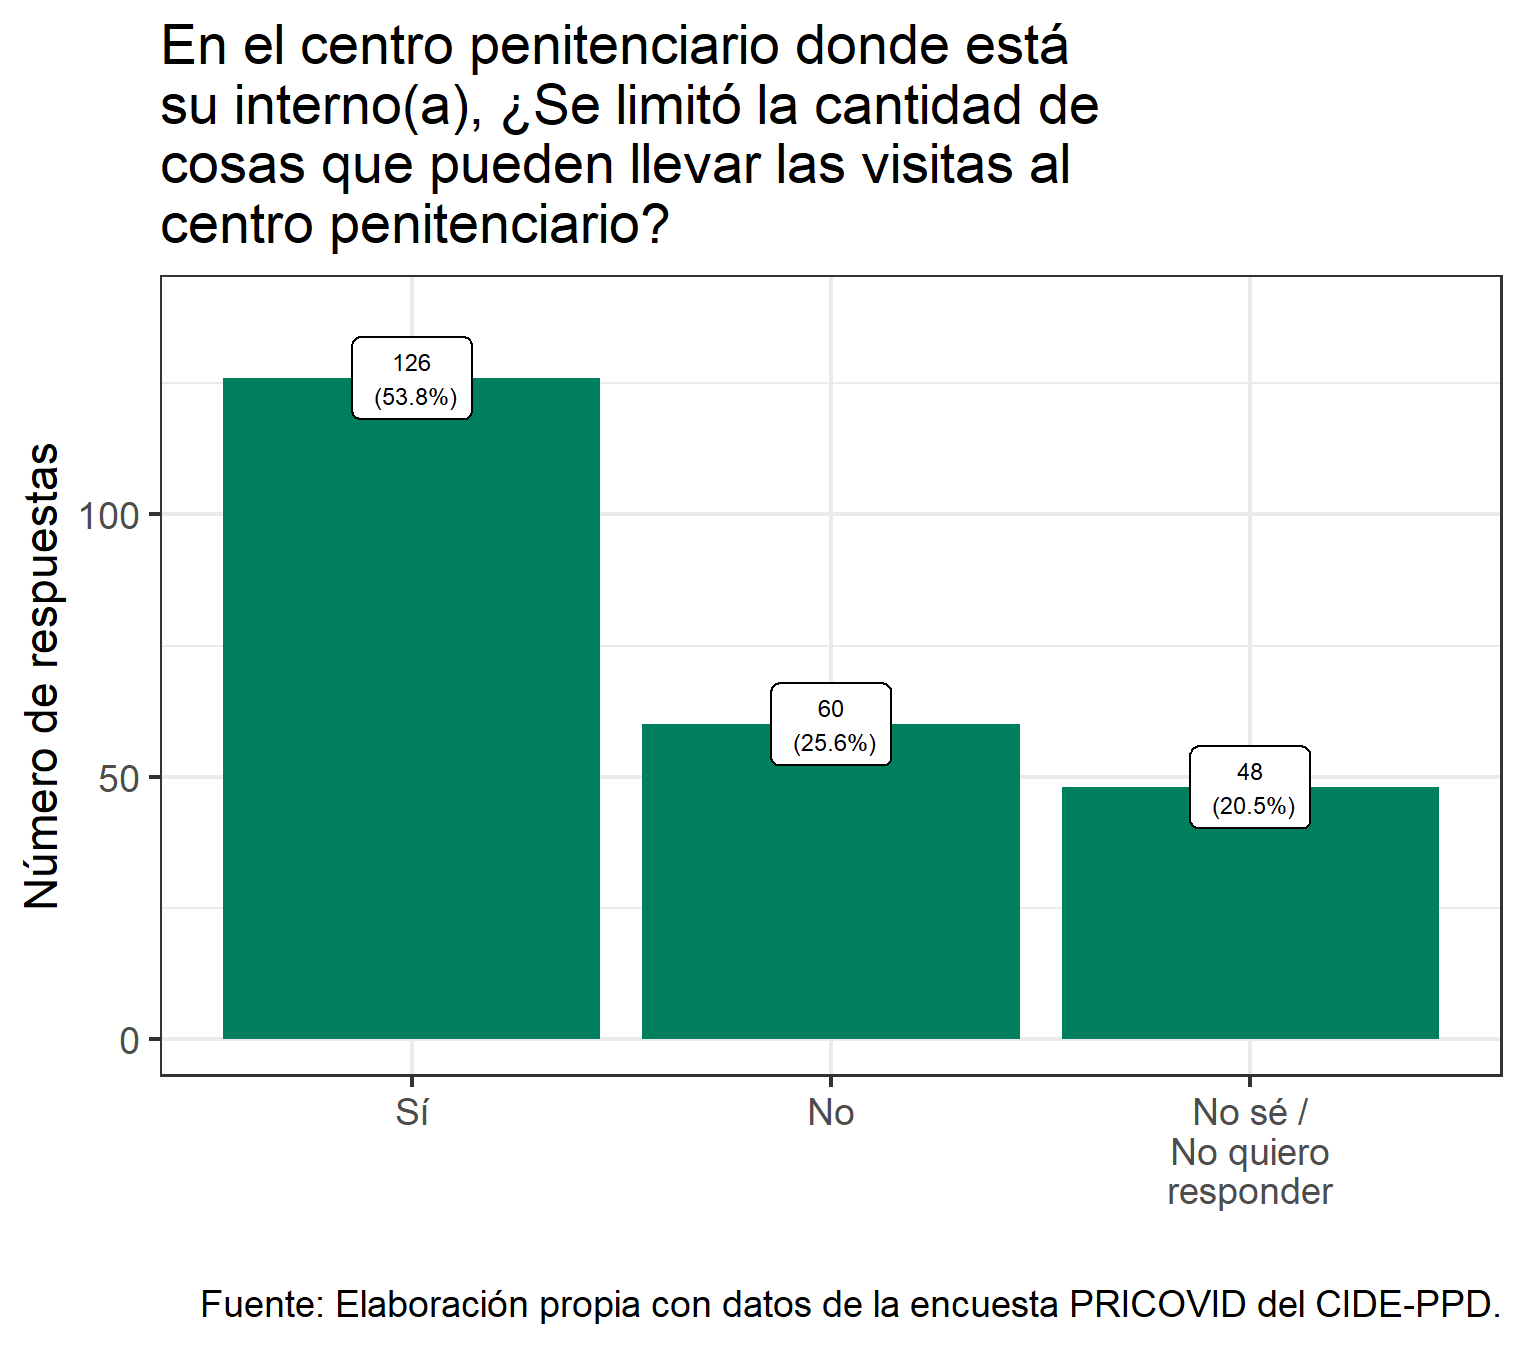 En el centro penitenciario donde está
su interno(a), ¿Se limitó la cantidad de
cosas que pueden llevar las visitas al
centro penitenciario?
Número de respuestas
100
50
0
126
(53.8%)
60
(25.6%)
48
(20.5%)
Sí
No
No sé /
No quiero
responder
Fuente: Elaboración propia con datos de la encuesta PRICOVID del CIDE-PPD.